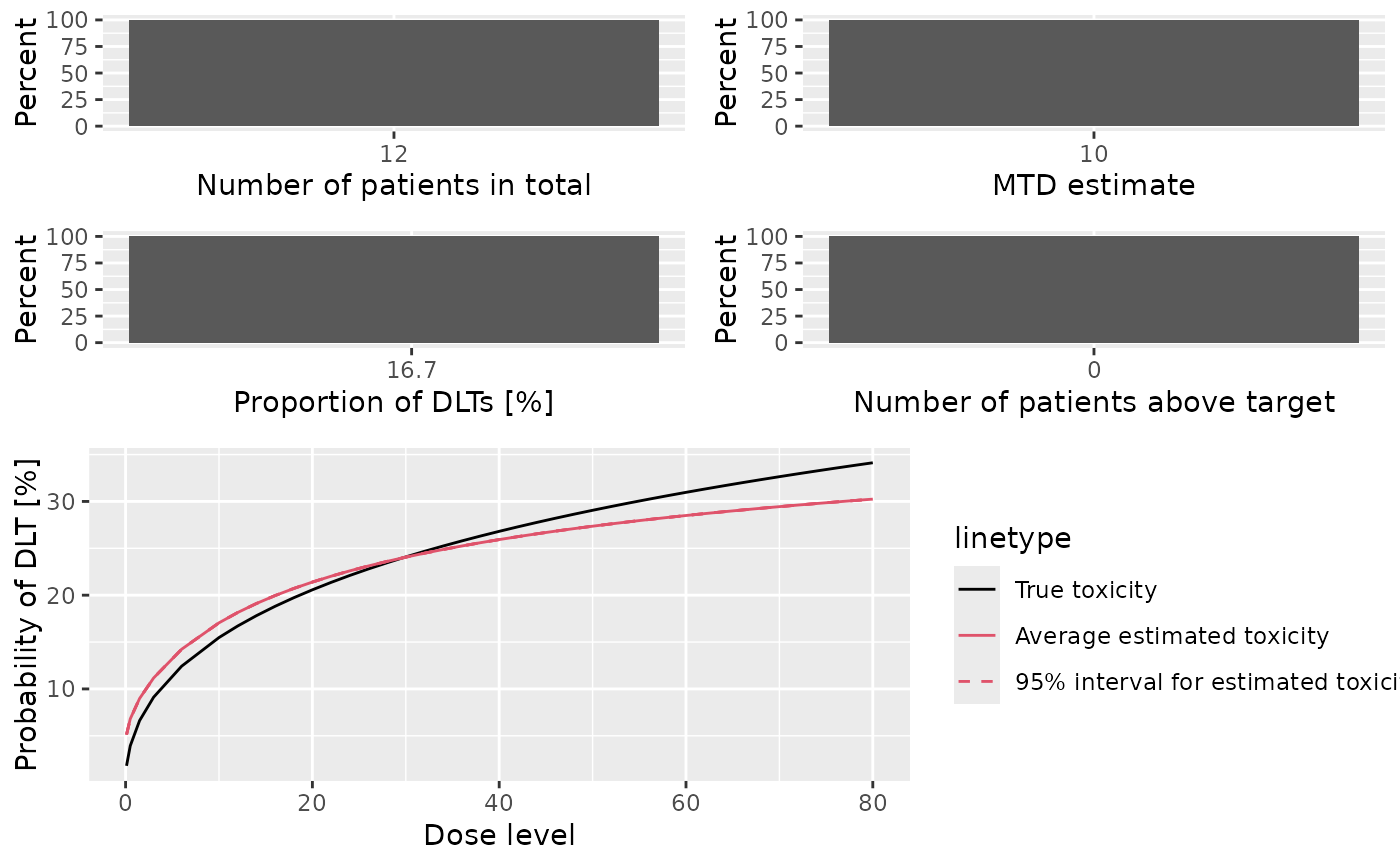 Percent
100
75
50
25
0
12
Number of patients in total
Percent
100
75
50
25
0
10
MTD estimate
Percent
100
75
50
25
0
16.7
Proportion of DLTs [%]
Percent
100
75
50
25
0
0
Number of patients above target
Probability of DLT [%]
30
20
10
0 20 40 60 80
Dose level
linetype
True toxicity
Average estimated toxicity
95% interval for estimated toxici